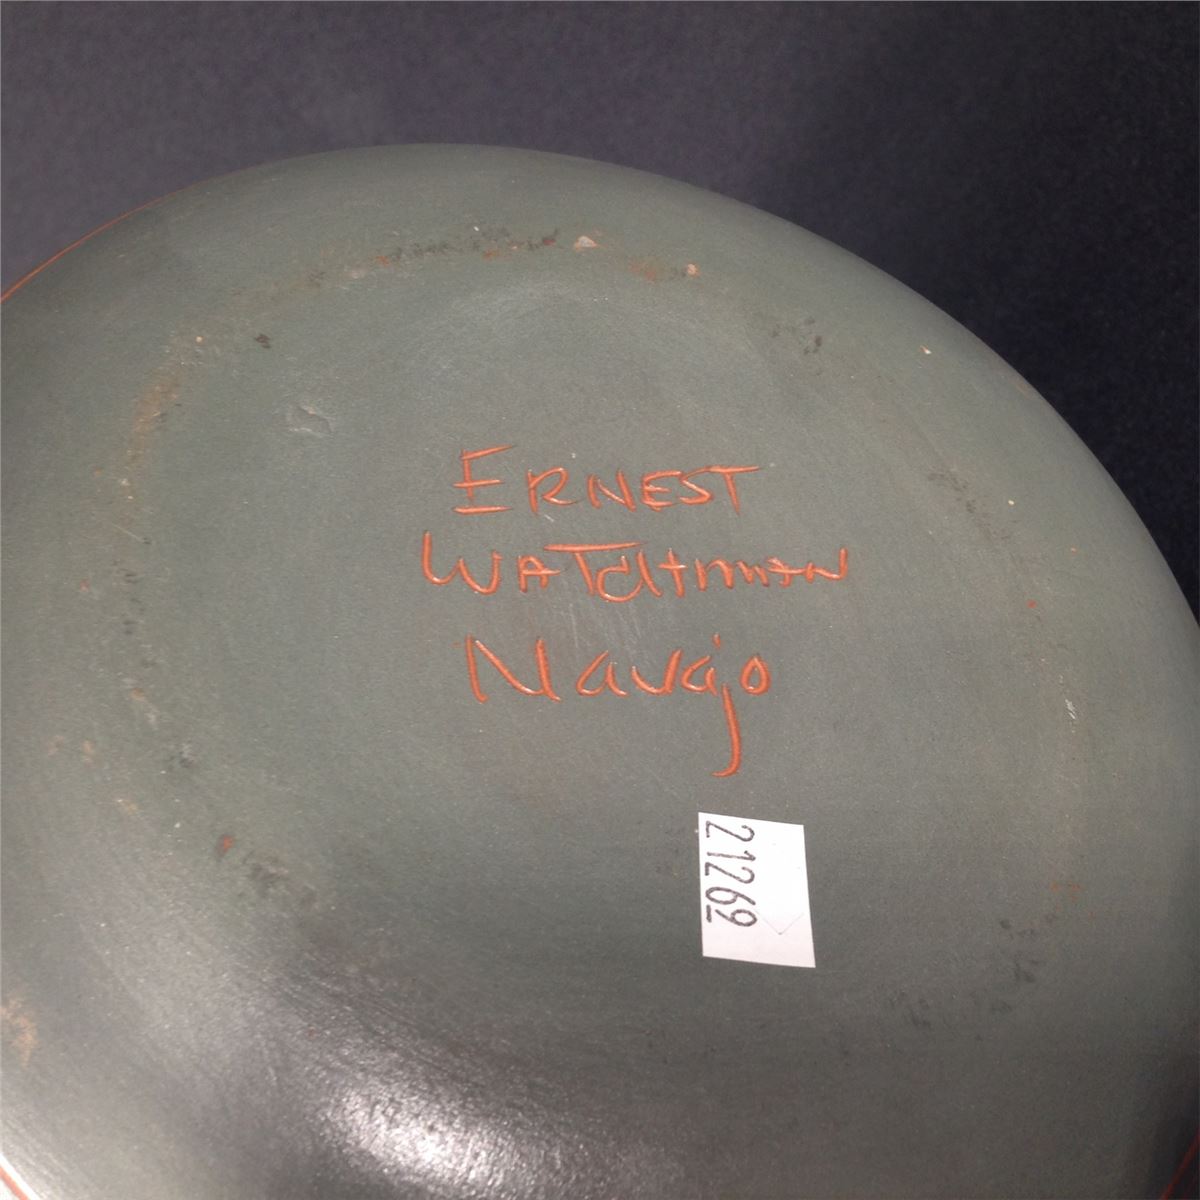 ERNEST
WATCHMAN
Navajo
21269